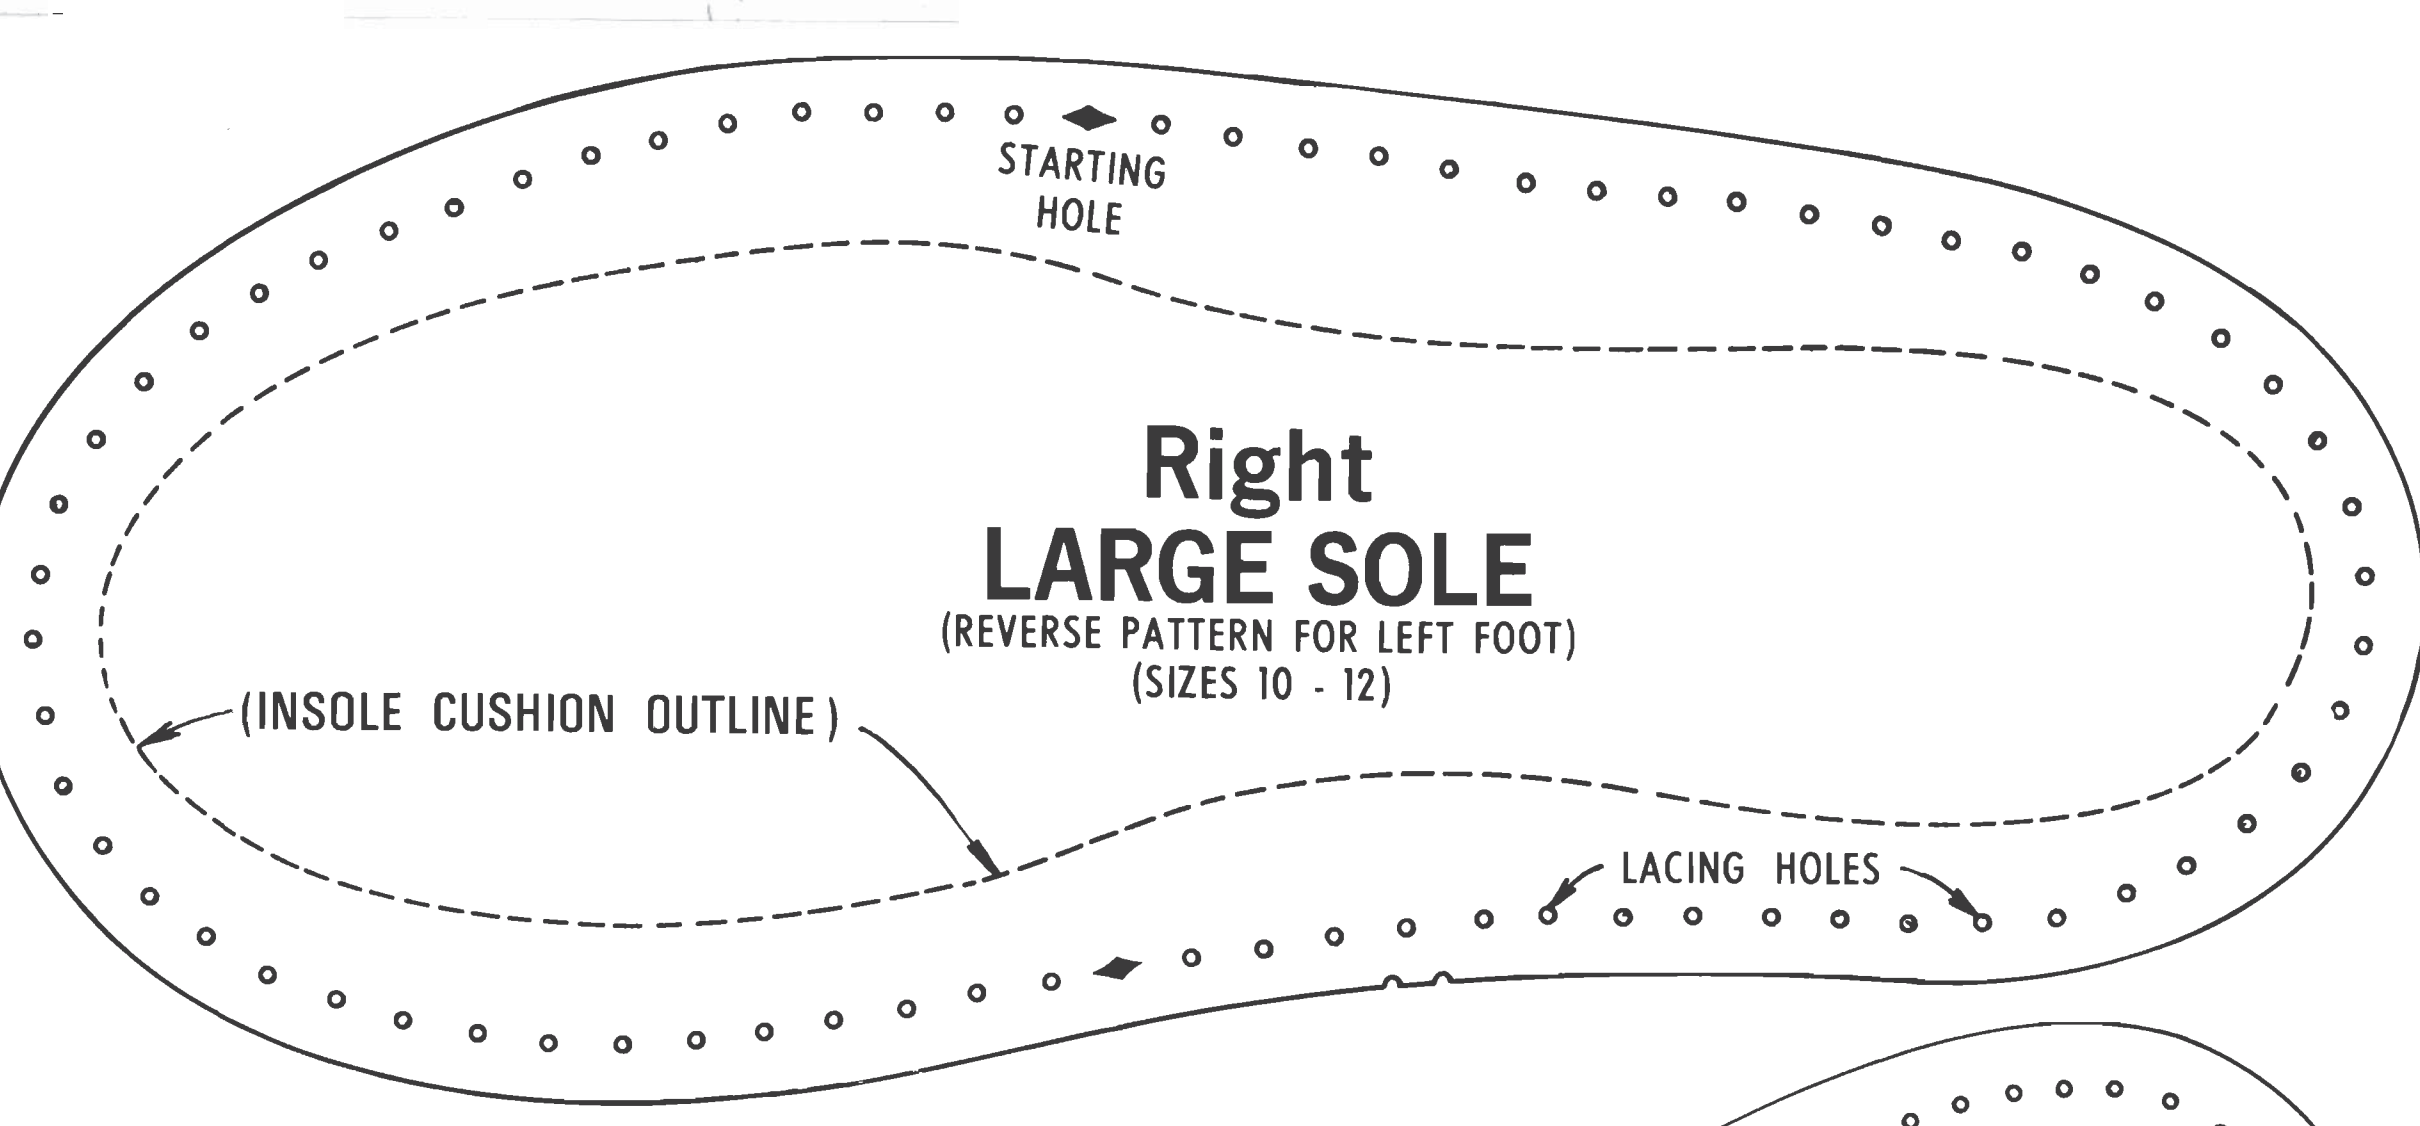 STARTING
HOLE
Right
LARGE SOLE
(REVERSE PATTERN FOR LEFT FOOT)
(SIZES 10 - 12)
(INSOLE CUSHION OUTLINE)
LACING HOLES